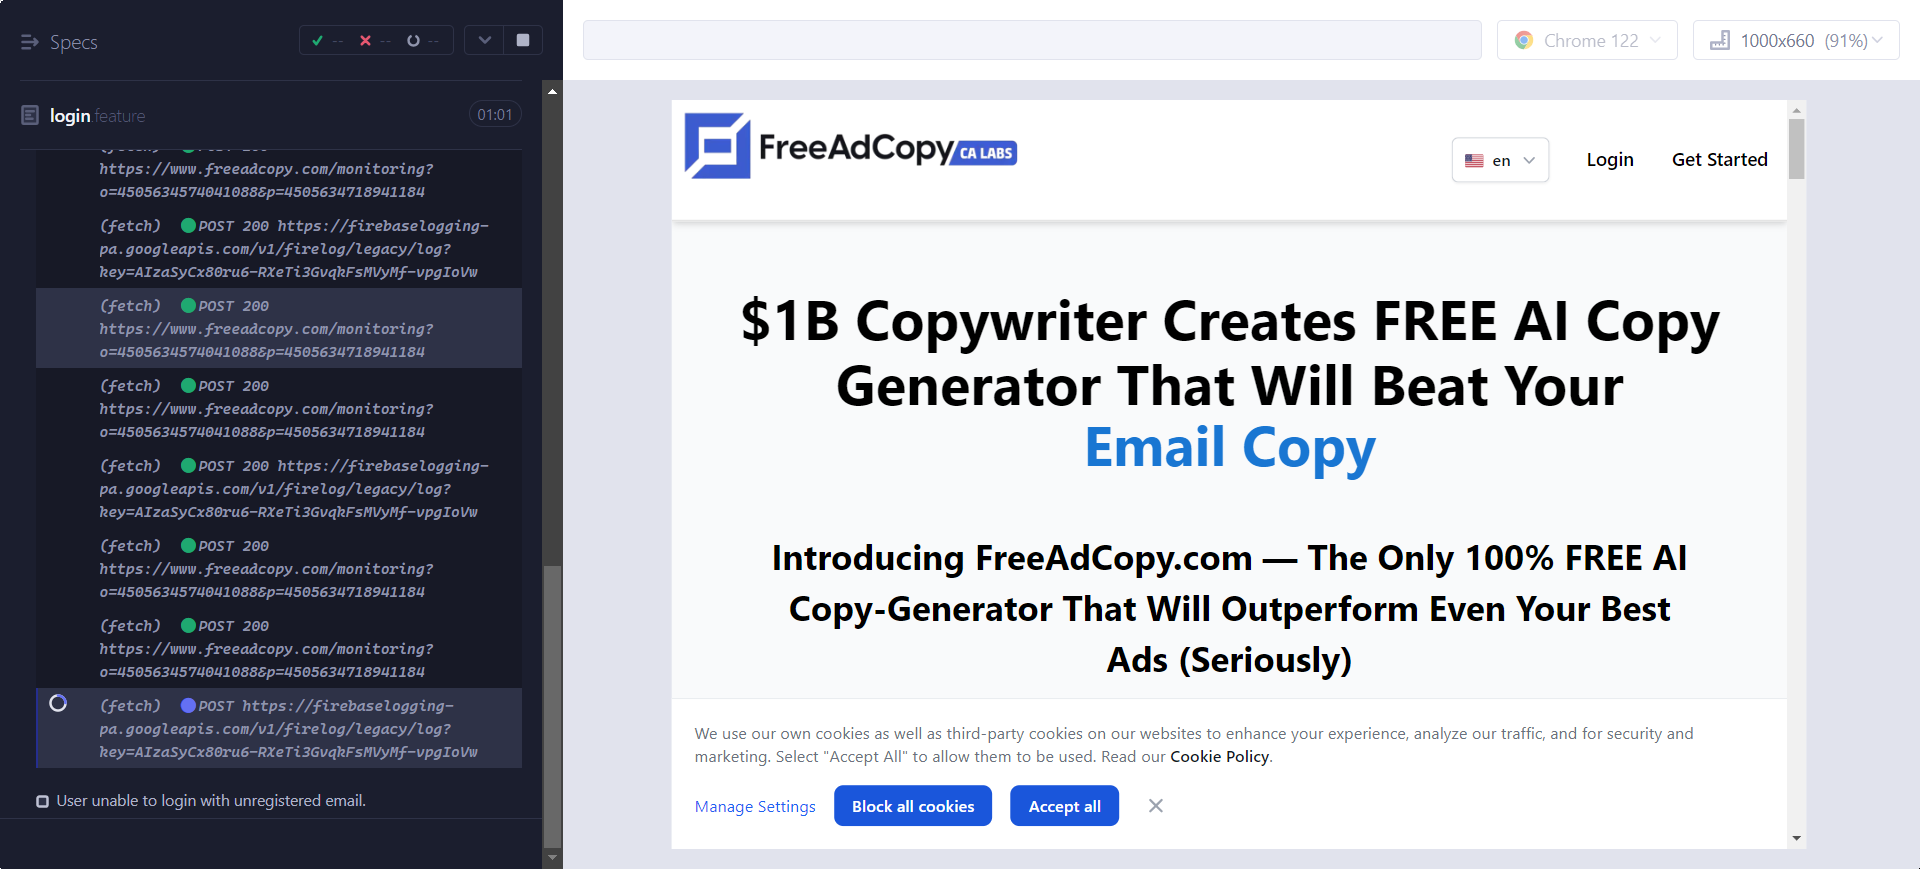 Specs
--
--
--
Chrome 122
1000x660 (91%)
login.feature
01:01
https://www.freeadcopy.com/monitoring?
o=4505634574041088&p=4505634718941184
(fetch) POST 200 https://firebaselogging-
pa.googleapis.com/v1/firelog/legacy/log?
key=AIzaSyCx80ru6-RXeTi3GvqkFsMVyMf-vpgIoVw
(fetch) POST 200
https://www.freeadcopy.com/monitoring?
o=4505634574041088&p=4505634718941184
(fetch) POST 200
https://www.freeadcopy.com/monitoring?
o=4505634574041088&p=4505634718941184
(fetch) POST 200 https://firebaselogging-
pa.googleapis.com/v1/firelog/legacy/log?
key=AIzaSyCx80ru6-RXeTi3GvqkFsMVyMf-vpgIoVw
(fetch) POST 200
https://www.freeadcopy.com/monitoring?
o=4505634574041088&p=4505634718941184
(fetch) POST 200
https://www.freeadcopy.com/monitoring?
o=4505634574041088&p=4505634718941184
(fetch) POST https://firebaselogging-
pa.googleapis.com/v1/firelog/legacy/log?
key=AIzaSyCx80ru6-RXeTi3GvqkFsMVyMf-vpgIoVw
User unable to login with unregistered email.
FreeAdCopy/CA LABS
en
Login
Get Started
$1B Copywriter Creates FREE AI Copy
Generator That Will Beat Your
Email Copy
Introducing FreeAdCopy.com — The Only 100% FREE AI
Copy-Generator That Will Outperform Even Your Best
Ads (Seriously)
We use our own cookies as well as third-party cookies on our websites to enhance your experience, analyze our traffic, and for security and
marketing. Select "Accept All" to allow them to be used. Read our Cookie Policy.
Manage Settings
Block all cookies
Accept all